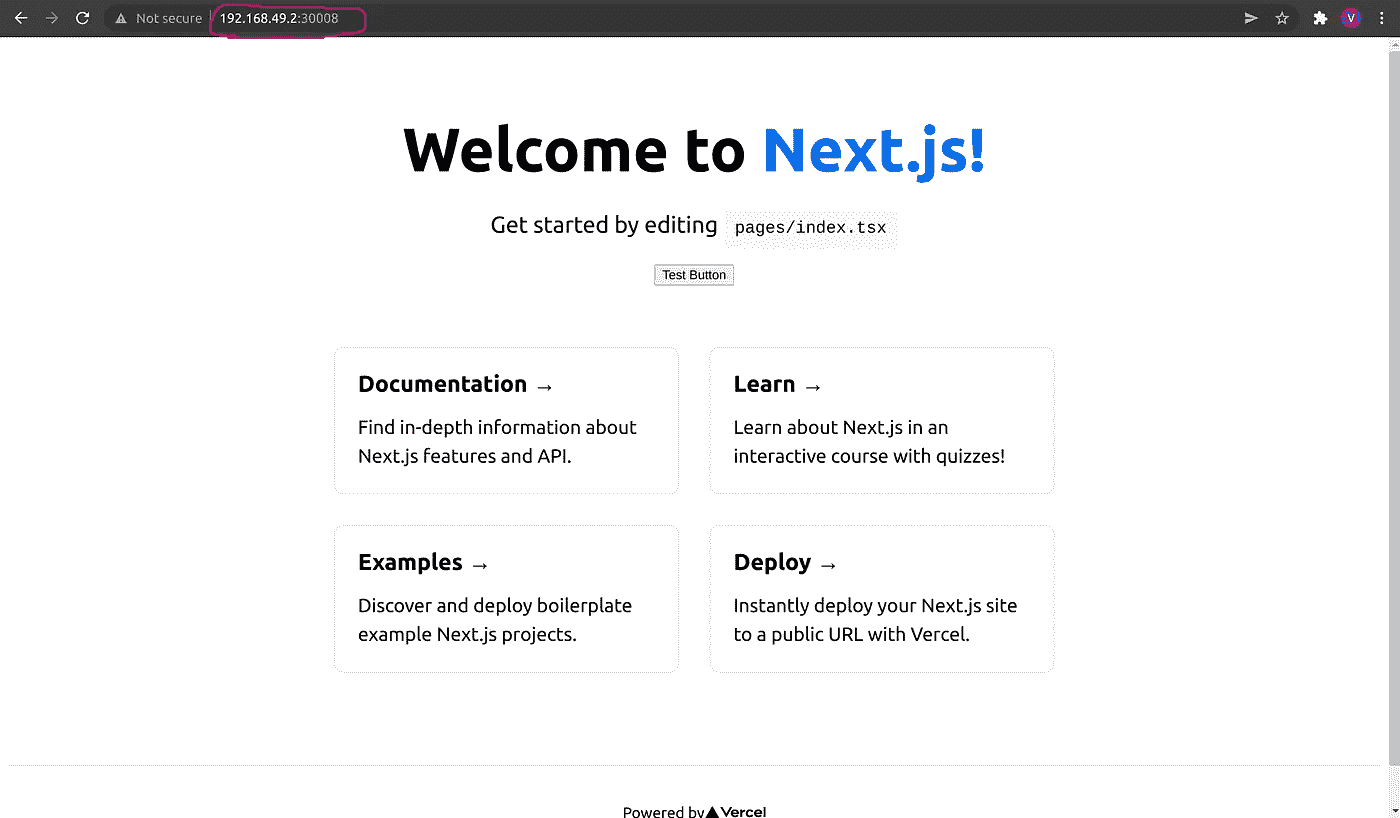 Not secure 192.168.49.2:30008
V
Welcome to Next.js!
Get started by editing pages/index.tsx
Test Button
Documentation →
Find in-depth information about
Next.js features and API.
Learn →
Learn about Next.js in an
interactive course with quizzes!
Examples →
Discover and deploy boilerplate
example Next.js projects.
Deploy →
Instantly deploy your Next.js site
to a public URL with Vercel.
Powered by Vercel